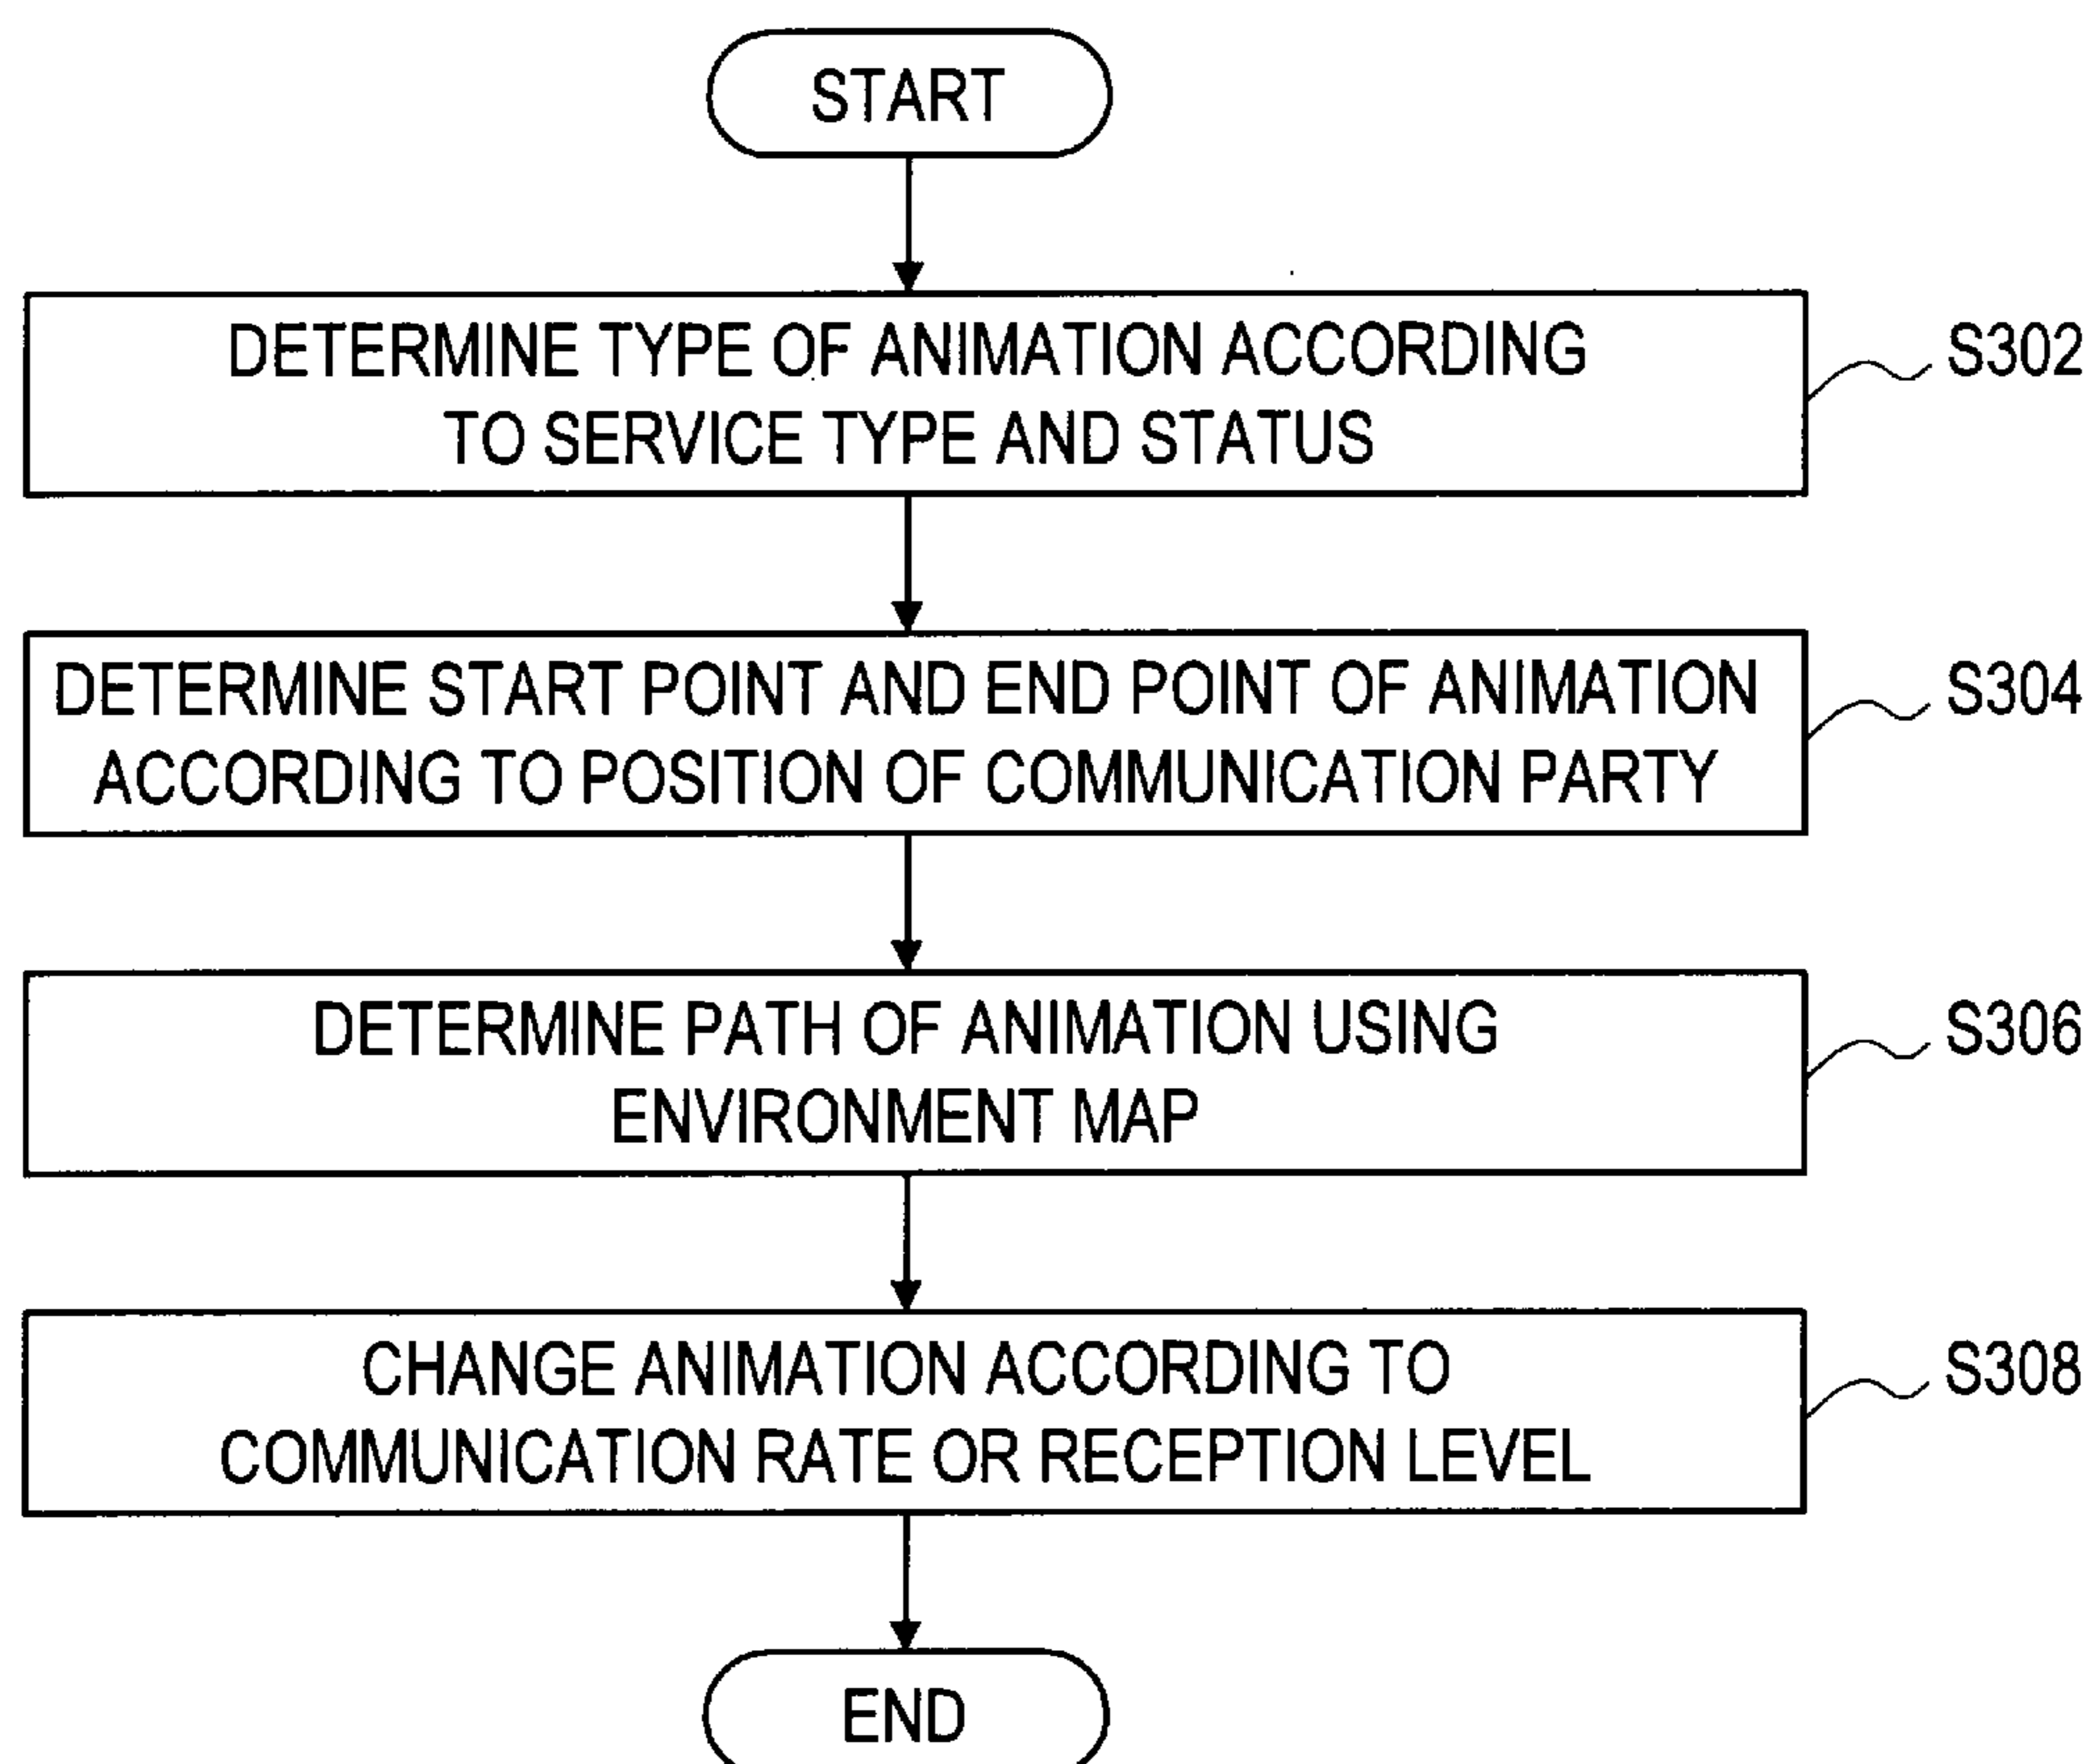 START
DETERMINE TYPE OF ANIMATION ACCORDING
TO SERVICE TYPE AND STATUS
S302
DETERMINE START POINT AND END POINT OF ANIMATION
ACCORDING TO POSITION OF COMMUNICATION PARTY
S304
DETERMINE PATH OF ANIMATION USING
ENVIRONMENT MAP
S306
CHANGE ANIMATION ACCORDING TO
COMMUNICATION RATE OR RECEPTION LEVEL
S308
END